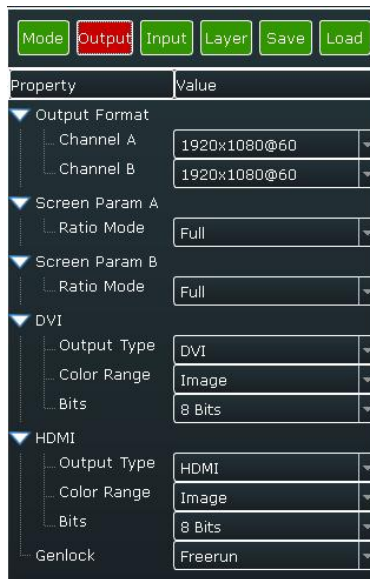 Mode Output Input Layer Save Load
Property Value
Output Format
Channel A 1920x1080@60
Channel B 1920x1080@60
Screen Param A
Ratio Mode Full
Screen Param B
Ratio Mode Full
DVI
Output Type DVI
Color Range Image
Bits 8 Bits
HDMI
Output Type HDMI
Color Range Image
Bits 8 Bits
Genlock Freerun